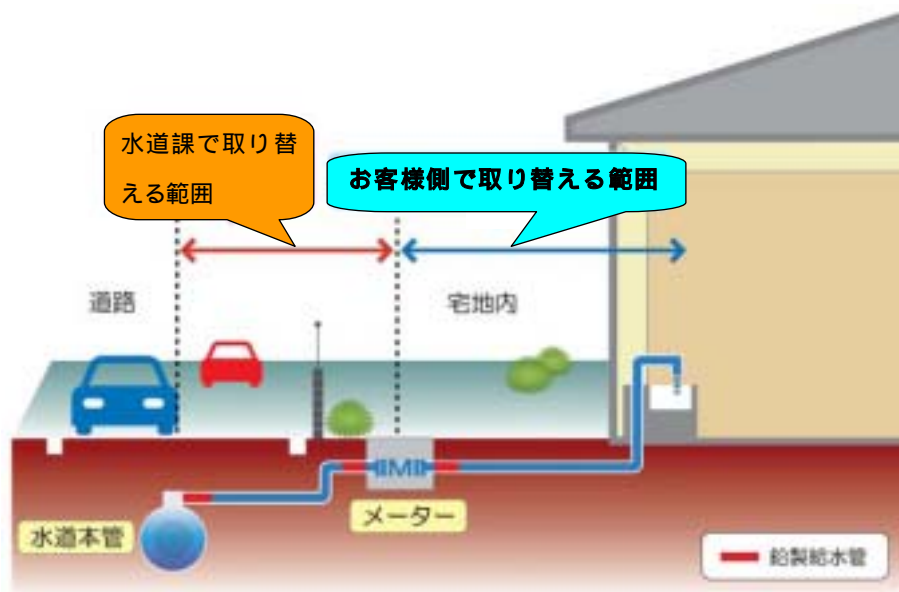 水道課で取り替
える範囲
お客様側で取り替える範囲
道路
宅地内
M
メーター
水道本管
鉛製給水管